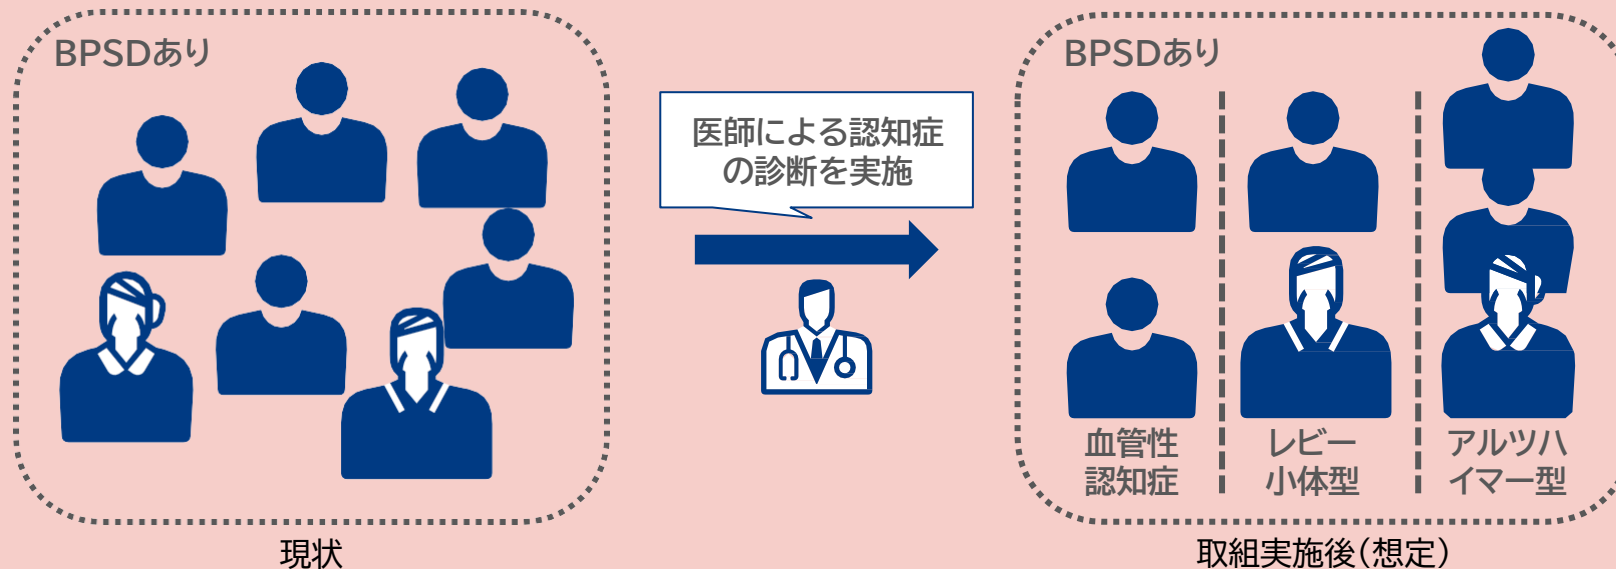 BPSDあり
医師による認知症
の診断を実施
BPSDあり
血管性
認知症
レビー
小体型
アルツハ
イマー型
現状
取組実施後(想定)